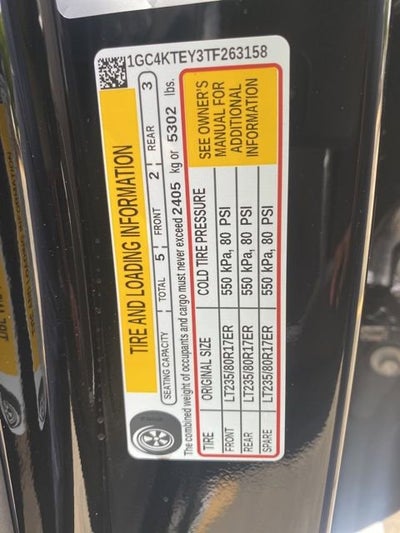 1GC4KTEY3TF263158
TIRE AND LOADING INFORMATION
SEATING CAPACITY TOTAL 5 FRONT 2 REAR 3
The combined weight of occupants and cargo must never exceed 2405 kg or 5302 lbs.
TIRE ORIGINAL SIZE COLD TIRE PRESSURE
FRONT LT235/80R17ER 550 kPa, 80 PSI
REAR LT235/80R17ER 550 kPa, 80 PSI
SPARE LT235/80R17ER 550 kPa, 80 PSI
SEE OWNER'S
MANUAL FOR
ADDITIONAL
INFORMATION